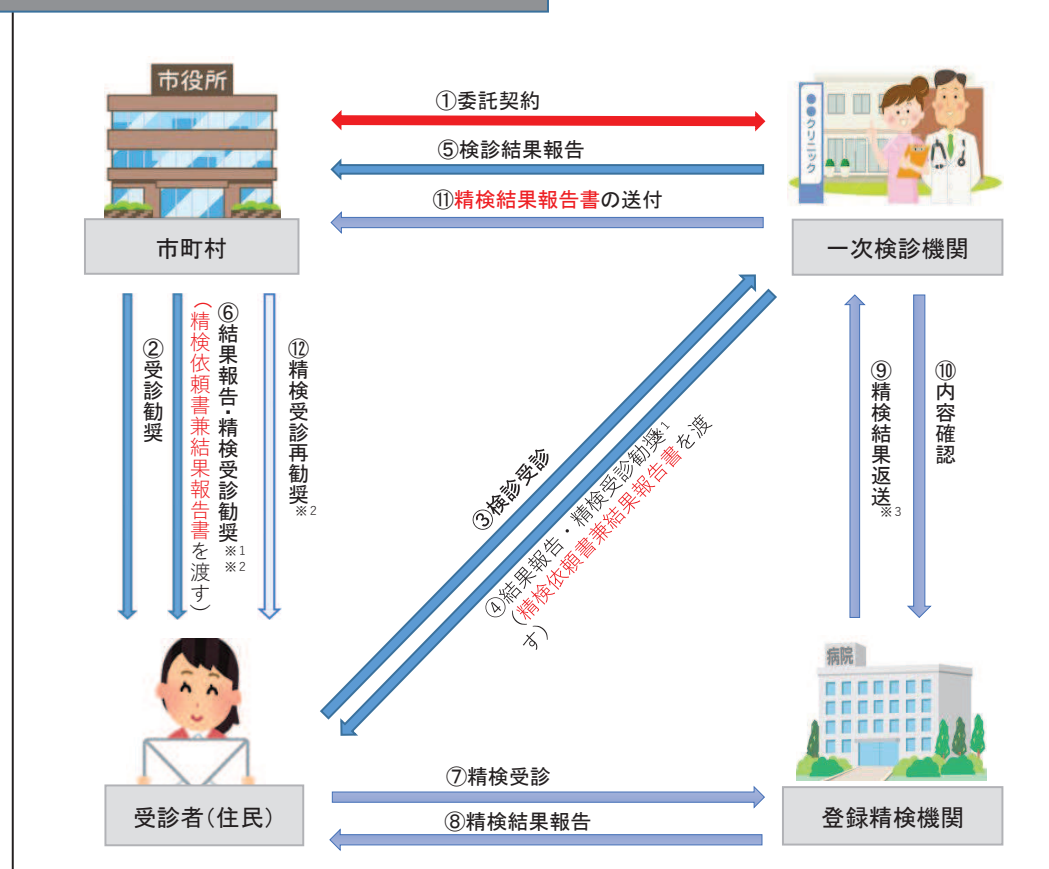 市役所
●●クリニック
①委託契約
⑤検診結果報告
⑪精検結果報告書の送付
市町村
一次検診機関
②受診勧奨
⑥結果報告・精検受診勧奨※1
※2
(精検依頼書兼結果報告書を渡す)
⑫精検受診再勧奨※2
③検診受診
④結果報告・精検受診勧奨※1
(精検依頼書兼結果報告書を渡
す)
⑨精検結果返送※3
⑩内容確認
病院
⑦精検受診
⑧精検結果報告
受診者(住民)
登録精検機関